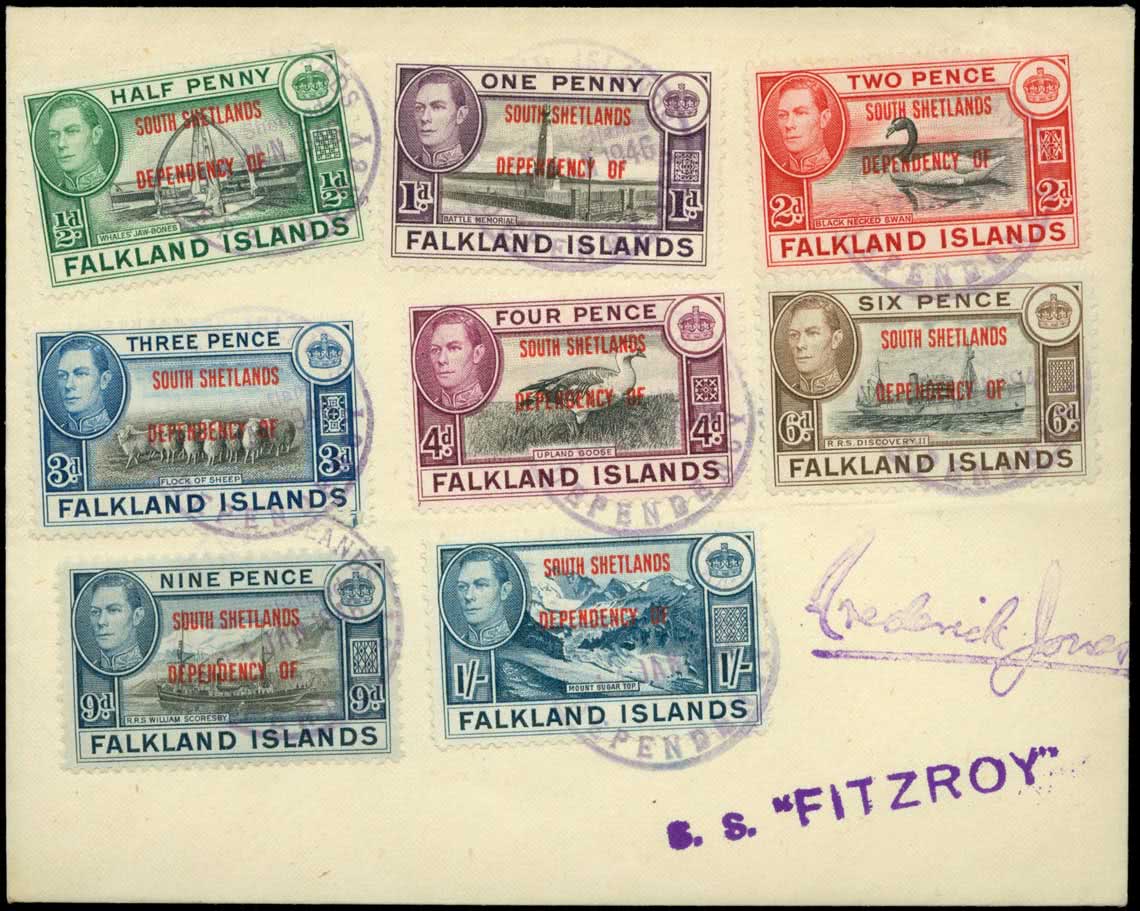 HALF PENNY
SOUTH SHETLANDS
DEPENDENCY OF
½d
½d
WHALES' JAW-BONES
FALKLAND ISLANDS
ONE PENNY
SOUTH SHETLANDS
DEPENDENCY OF
1946
1d
1d
BATTLE MEMORIAL
FALKLAND ISLANDS
TWO PENCE
SOUTH SHETLANDS
DEPENDENCY OF
2d
2d
BLACK NECKED SWAN
FALKLAND ISLANDS
THREE PENCE
SOUTH SHETLANDS
DEPENDENCY OF
3d
3d
FLOCK OF SHEEP
FALKLAND ISLANDS
FOUR PENCE
SOUTH SHETLANDS
DEPENDENCY OF
4d
4d
UPLAND GOOSE
FALKLAND ISLANDS
DEPENDENCY
SIX PENCE
SOUTH SHETLANDS
DEPENDENCY OF
6d
6d
R.R.S. DISCOVERY II
FALKLAND ISLANDS
NINE PENCE
SOUTH SHETLANDS
DEPENDENCY OF
JAN
9d
9d
R.R.S WILLIAM SCORESBY
FALKLAND ISLANDS
SOUTH SHETLANDS
DEPENDENCY OF
JAN
1/-
1/-
MOUNT SUGAR TOP
FALKLAND ISLANDS
Frederick Jones
S. S. "FITZROY"